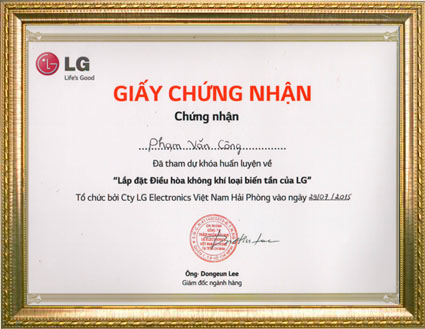 LG
Life's Good
GIẤY CHỨNG NHẬN
Chứng nhận
Phạm Văn Công
Đã tham dự khóa huấn luyện về
“Lắp đặt Điều hòa không khí loại biến tần của LG”
Tổ chức bởi Cty LG Electronics Việt Nam Hải Phòng vào ngày 29/07/2015
Ông- Dongeun Lee
Giám đốc ngành hàng